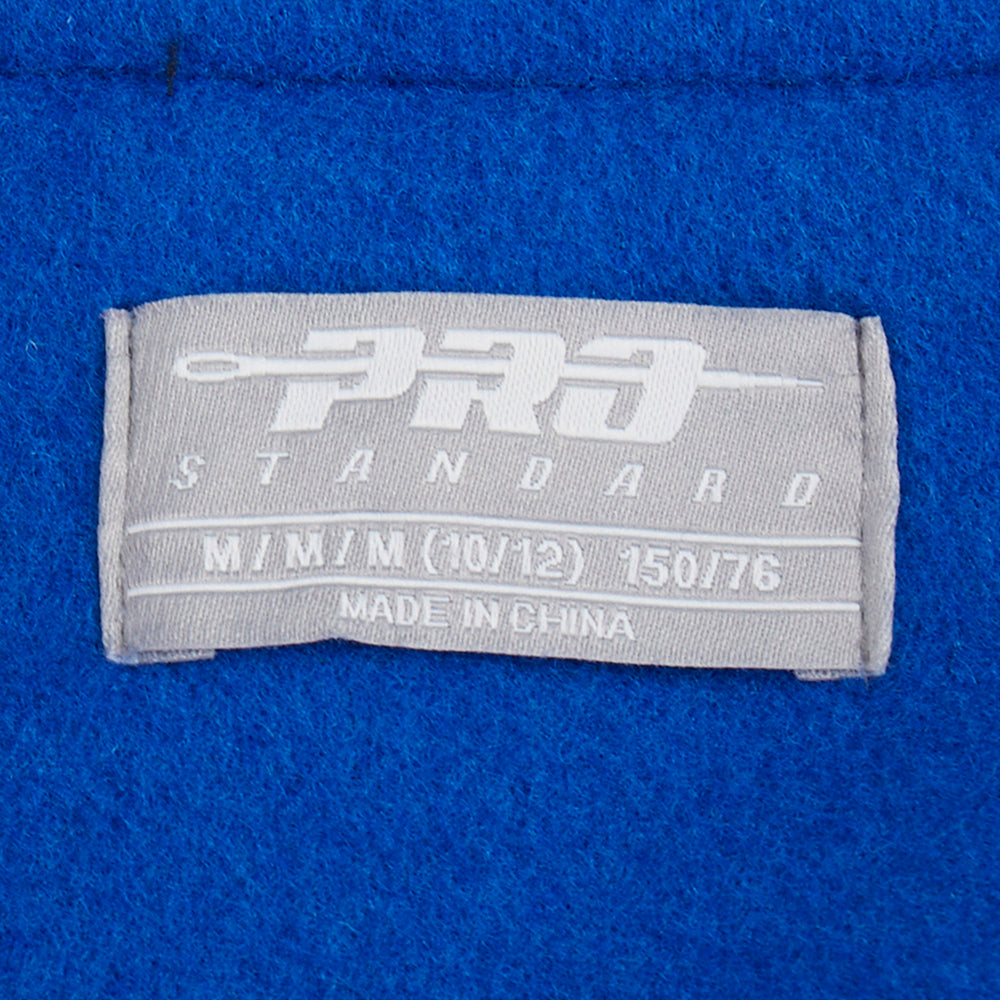 PRO
STANDARD
M/M/M (10/12) 150/76
MADE IN CHINA